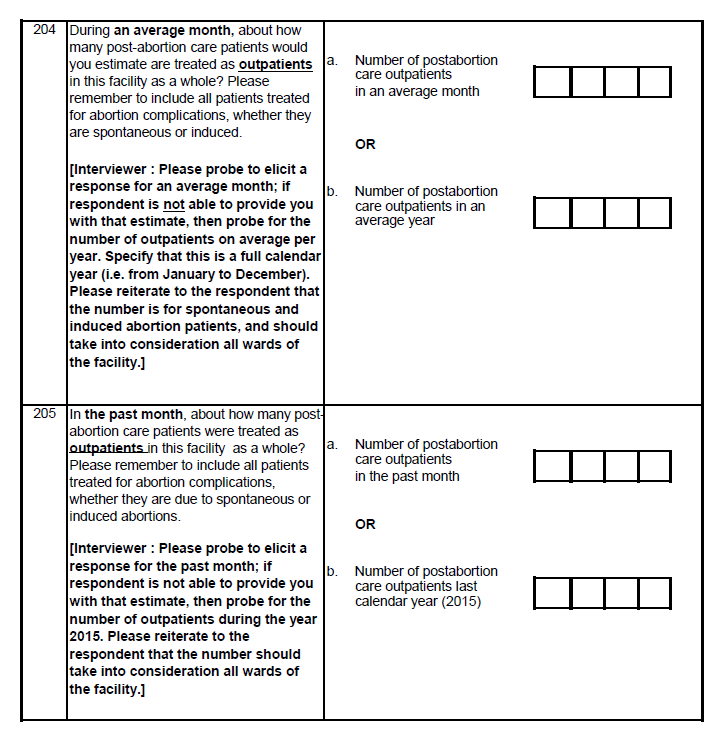 204
During an average month, about how
many post-abortion care patients would
you estimate are treated as outpatients
in this facility as a whole? Please
remember to include all patients treated
for abortion complications, whether they
are spontaneous or induced.
[Interviewer : Please probe to elicit a
response for an average month; if
respondent is not able to provide you
with that estimate, then probe for the
number of outpatients on average per
year. Specify that this is a full calendar
year (i.e. from January to December).
Please reiterate to the respondent that
the number is for spontaneous and
induced abortion patients, and should
take into consideration all wards of
the facility.]
a. Number of postabortion
care outpatients
in an average month
OR
b. Number of postabortion
care outpatients in an
average year
205
In the past month, about how many post-
abortion care patients were treated as
outpatients in this facility as a whole?
Please remember to include all patients
treated for abortion complications,
whether they are due to spontaneous or
induced abortions.
[Interviewer : Please probe to elicit a
response for the past month; if
respondent is not able to provide you
with that estimate, then probe for the
number of outpatients during the year
2015. Please reiterate to the
respondent that the number should
take into consideration all wards of
the facility.]
a. Number of postabortion
care outpatients
in the past month
OR
b. Number of postabortion
care outpatients last
calendar year (2015)